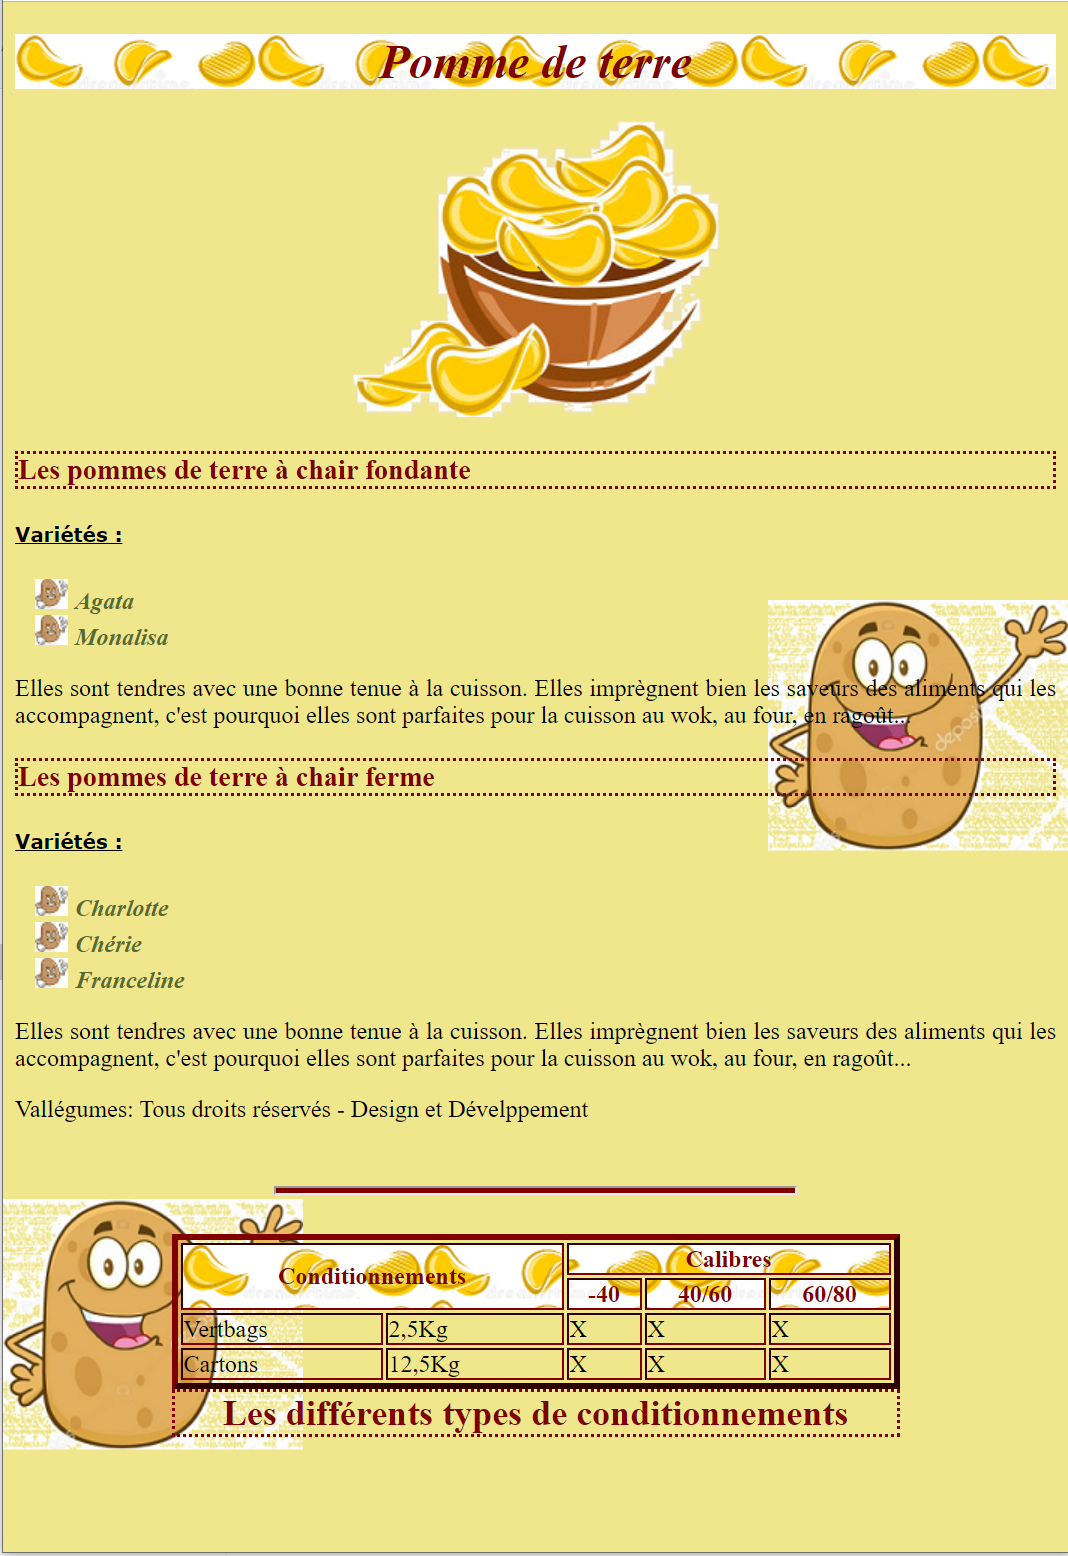 Pomme de terre
Les pommes de terre à chair fondante
Variétés :
Agata
Monalisa
Elles sont tendres avec une bonne tenue à la cuisson. Elles imprègnent bien les saveurs des aliments qui les
accompagnent, c'est pourquoi elles sont parfaites pour la cuisson au wok, au four, en ragoût...
Les pommes de terre à chair ferme
Variétés :
Charlotte
Chérie
Franceline
Elles sont tendres avec une bonne tenue à la cuisson. Elles imprègnent bien les saveurs des aliments qui les
accompagnent, c'est pourquoi elles sont parfaites pour la cuisson au wok, au four, en ragoût...
Vallégumes: Tous droits réservés - Design et Dévelppement
Conditionnements Calibres
-40 40/60 60/80
Vertbags 2,5Kg X X X
Cartons 12,5Kg X X X
Les différents types de conditionnements